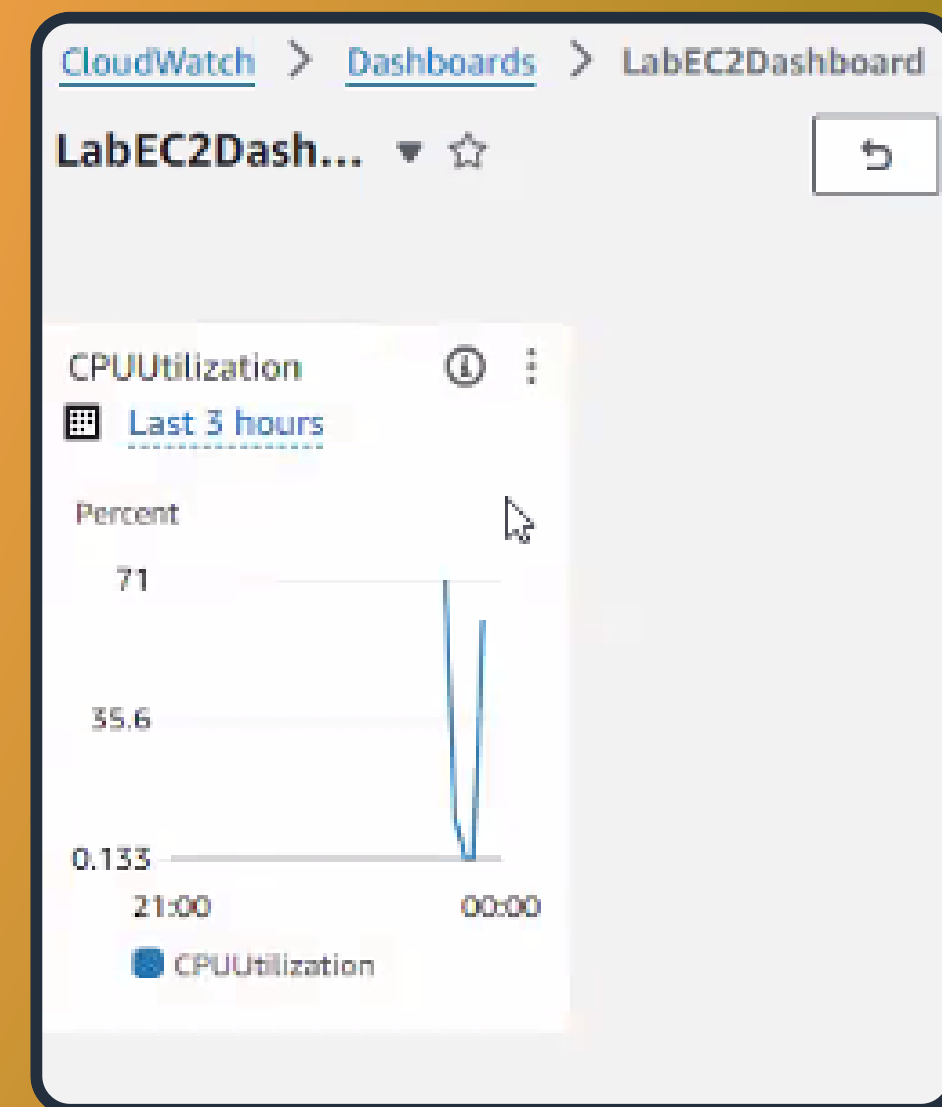 CloudWatch > Dashboards > LabEC2Dashboard
LabEC2Dash...
CPUUtilization
Last 3 hours
Percent
71
35.6
0.133
21:00 00:00
CPUUtilization